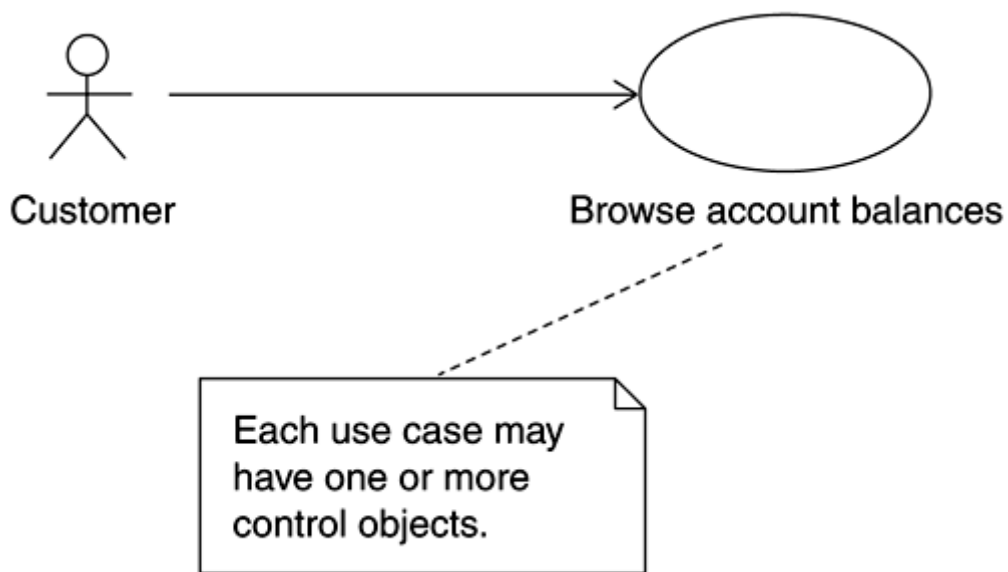 Customer
Browse account balances
Each use case may
have one or more
control objects.